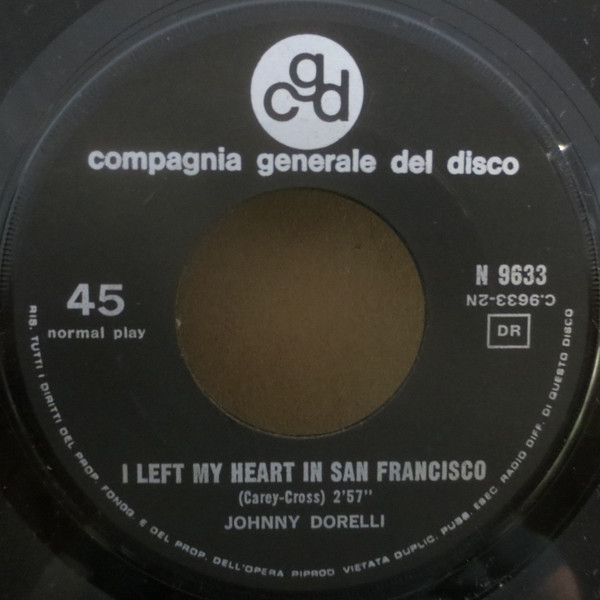 cgd
compagnia generale del disco
45
normal play
N 9633
C.9633-2N
DR
I LEFT MY HEART IN SAN FRANCISCO
(Carey-Cross) 2'57"
JOHNNY DORELLI
RIS. TUTTI I DIRITTI DEL PROP. FONOG. E DEL PROP. DELL'OPERA RIPROD VIETATA DUPLIC. PUBB. ESEC. RADIO DIFF. DI QUESTO DISCO